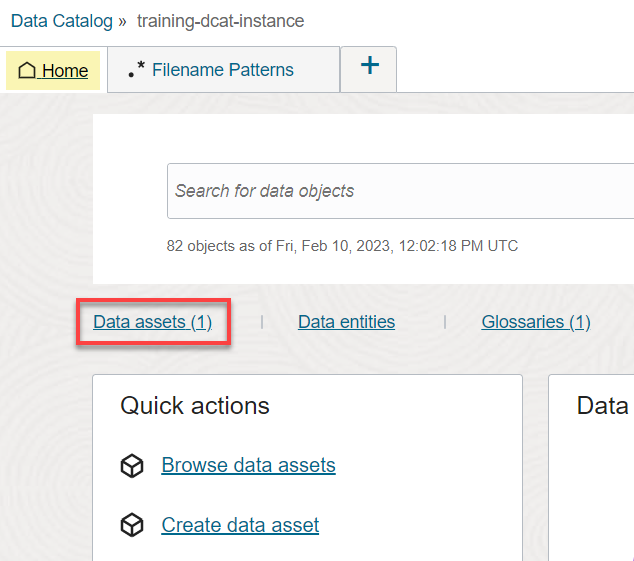 Data Catalog » training-dcat-instance
Home .* Filename Patterns +
Search for data objects
82 objects as of Fri, Feb 10, 2023, 12:02:18 PM UTC
Data assets (1) | Data entities | Glossaries (1)
Quick actions
Data
Browse data assets
Create data asset